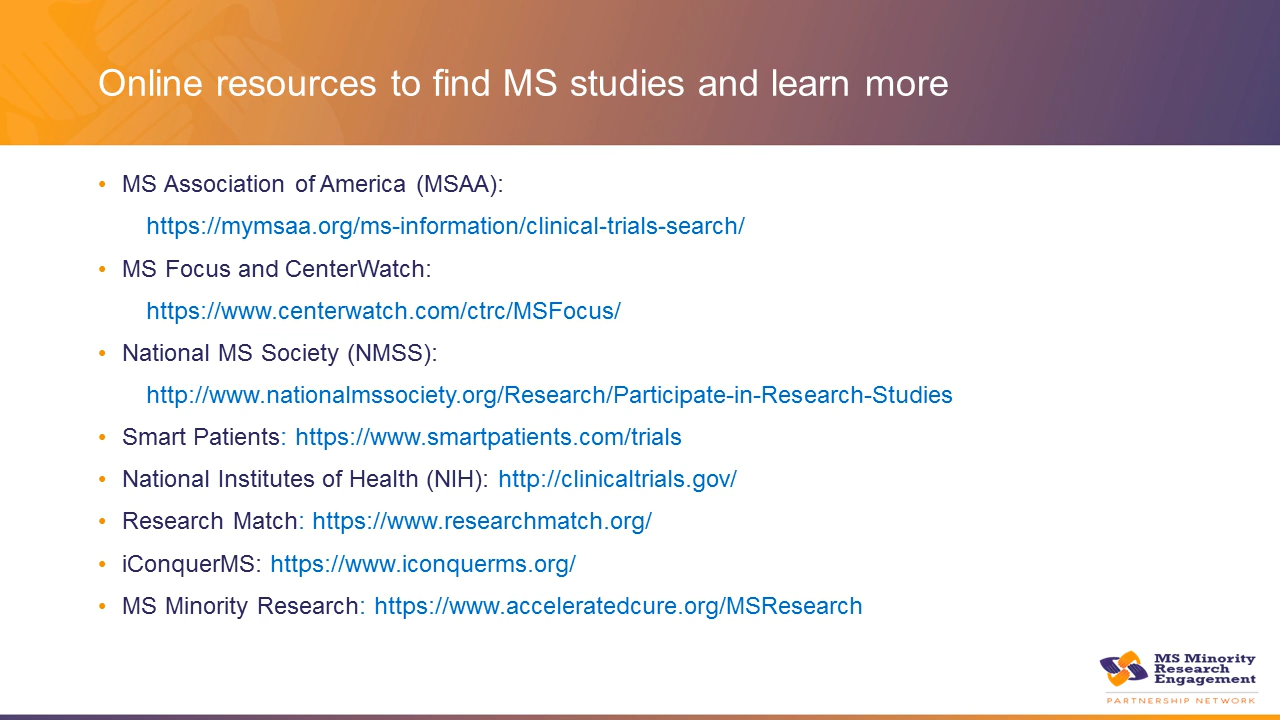 Online resources to find MS studies and learn more
• MS Association of America (MSAA):
https://mymsaa.org/ms-information/clinical-trials-search/
• MS Focus and CenterWatch:
https://www.centerwatch.com/ctrc/MSFocus/
• National MS Society (NMSS):
http://www.nationalmssociety.org/Research/Participate-in-Research-Studies
• Smart Patients: https://www.smartpatients.com/trials
• National Institutes of Health (NIH): http://clinicaltrials.gov/
• Research Match: https://www.researchmatch.org/
• iConquerMS: https://www.iconquerms.org/
• MS Minority Research: https://www.acceleratedcure.org/MSResearch
MS Minority
Research
Engagement
PARTNERSHIP NETWORK